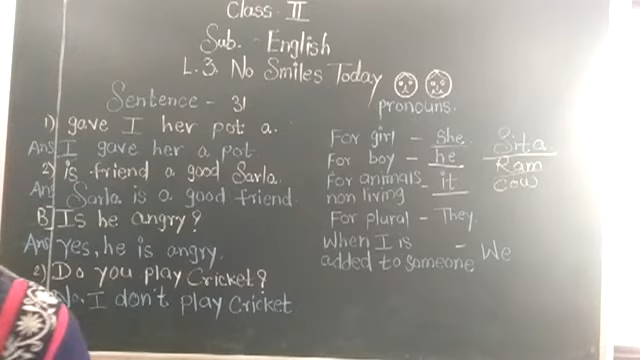 Class - II
Sub. - English
L.3. No Smiles Today
Sentence - 31
1) gave I her pot a.
Ans I gave her a pot.
2) is friend a good Sarla.
Ans Sarla is a good friend.
B] Is he angry?
Ans Yes, he is angry.
2) Do you play Cricket?
No. I don't play Cricket
pronouns.
For girl - she Sita
For boy - he Ram
For animals - it cow
non living
For plural - They.
When I is
added to someone - We